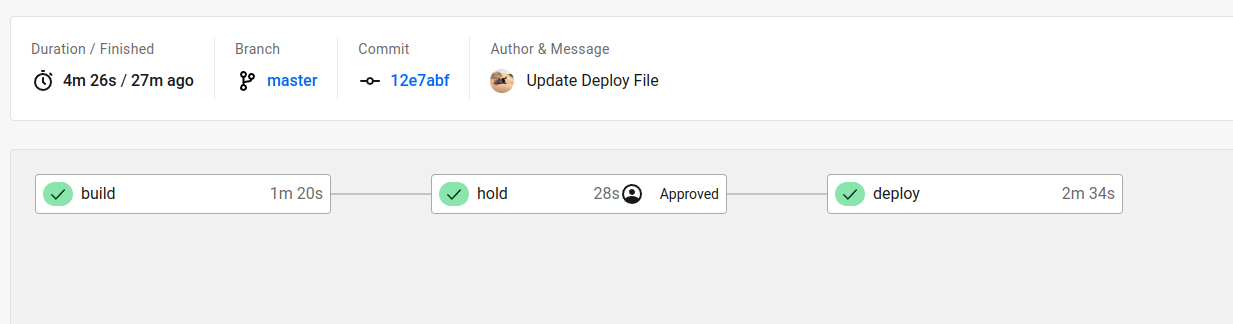 Duration / Finished
4m 26s / 27m ago
Branch
master
Commit
12e7abf
Author & Message
Update Deploy File
build 1m 20s
hold 28s Approved
deploy 2m 34s